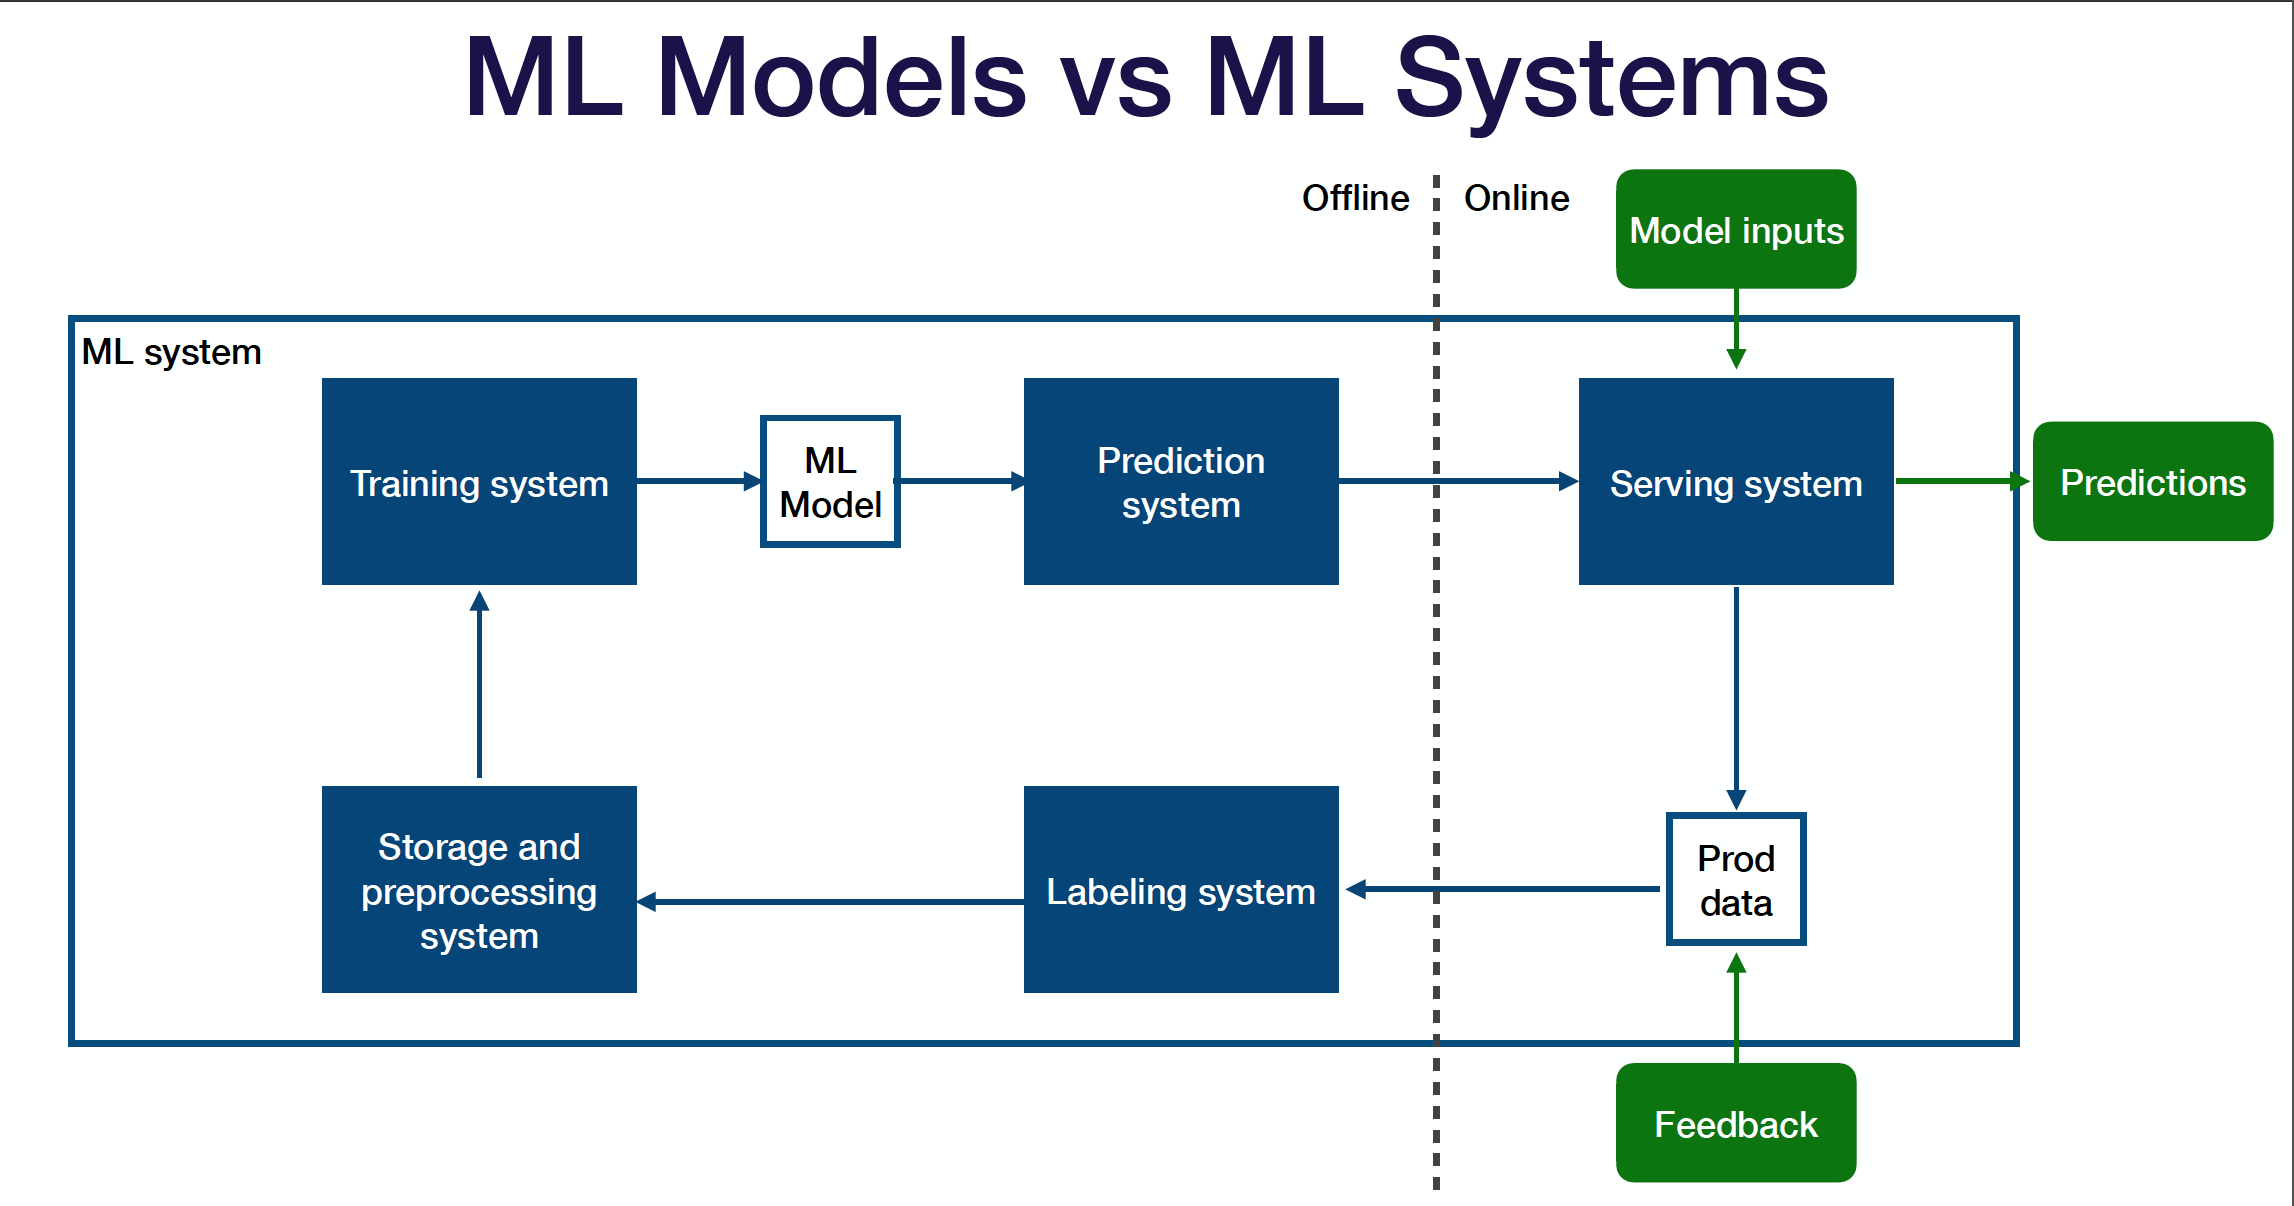 ML Models vs ML Systems
Offline
Online
Model inputs
ML system
Training system
ML
Model
Prediction
system
Serving system
Predictions
Storage and
preprocessing
system
Labeling system
Prod
data
Feedback